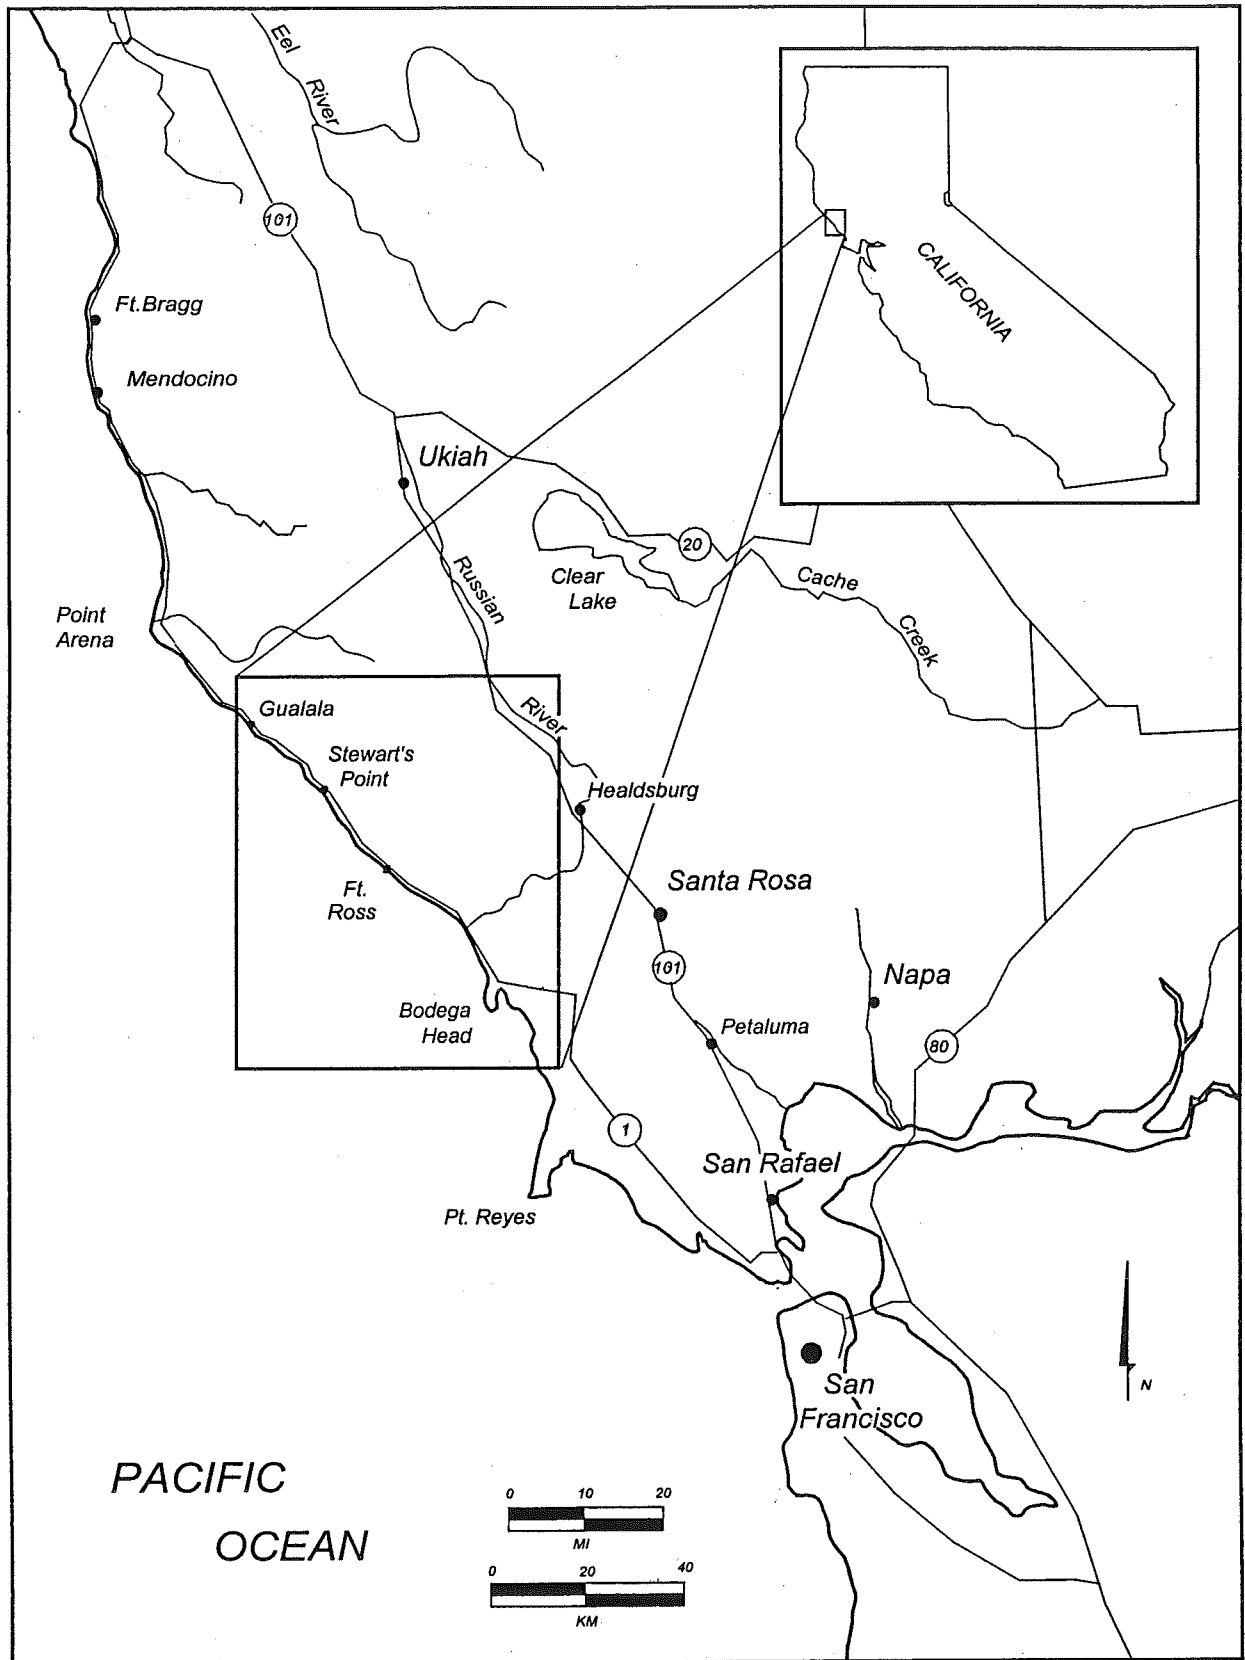 Eel
River
101
CALIFORNIA
Ft.Bragg
Mendocino
Ukiah
20
Clear
Lake
Cache
Creek
Russian
River
Point
Arena
Gualala
Stewart's
Point
Healdsburg
Ft.
Ross
Santa Rosa
101
Napa
Bodega
Head
Petaluma
80
1
San Rafael
Pt. Reyes
N
San
Francisco
PACIFIC
OCEAN
0 10 20
MI
0 20 40
KM